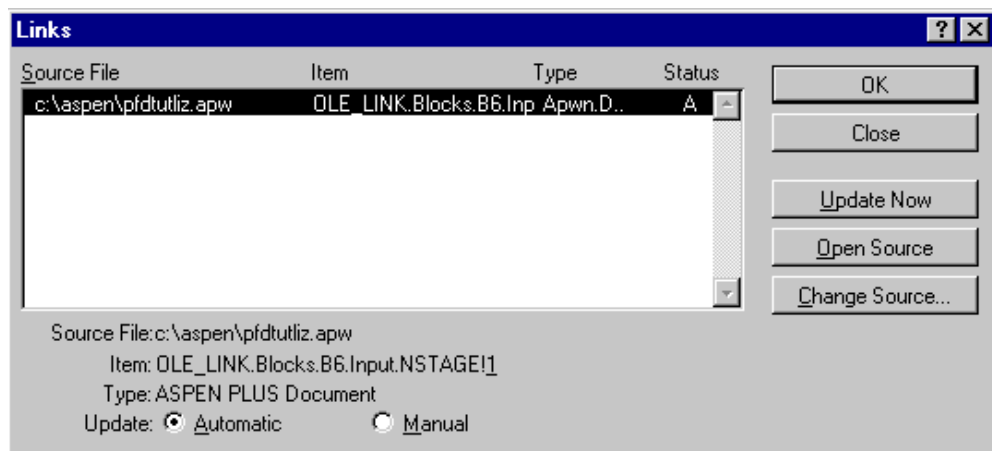 Links
Source File Item Type Status
c:\aspen\pfdtutliz.apw OLE_LINK.Blocks.B6.Inp Apwn.D.. A
OK
Close
Update Now
Open Source
Change Source...
Source File:c:\aspen\pfdtutliz.apw
Item: OLE_LINK.Blocks.B6.Input.NSTAGE!1
Type: ASPEN PLUS Document
Update: Automatic Manual